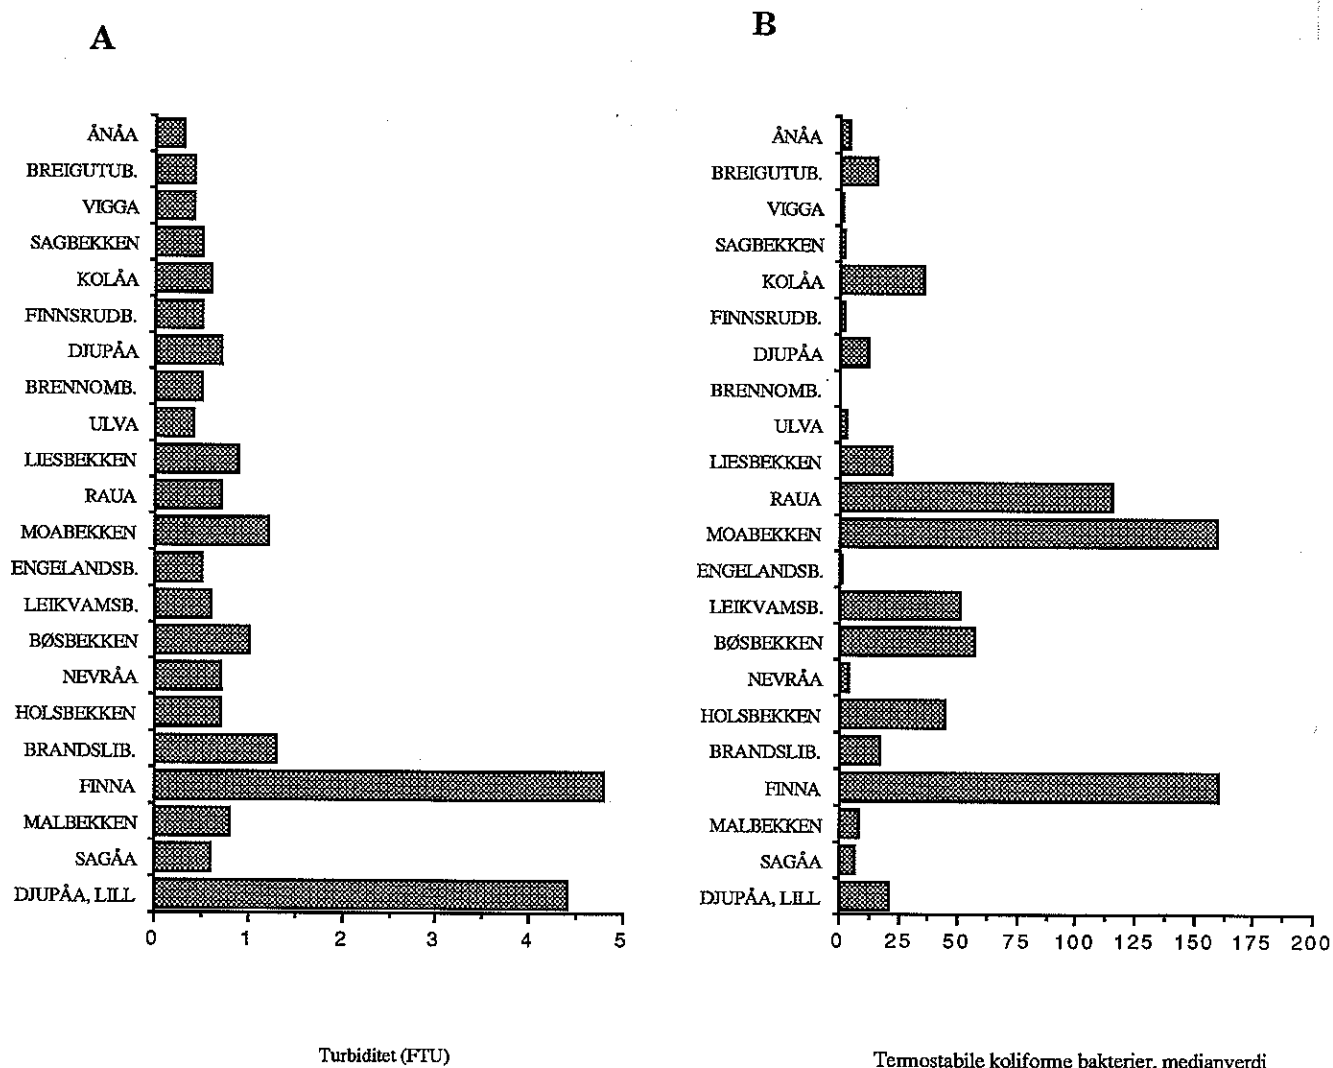 A
ÅNÅA
BREIGUTUB.
VIGGA
SAGBEKKEN
KOLÅA
FINNSRUDB.
DJUPÅA
BRENNOMB.
ULVA
LIESBEKKEN
RAUA
MOABEKKEN
ENGELANDSB.
LEIKVAMSB.
BØSBEKKEN
NEVRÅA
HOLSBEKKEN
BRANDSLIB.
FINNA
MALBEKKEN
SAGÅA
DJUPÅA, LILL
0 1 2 3 4 5
Turbiditet (FTU)
B
ÅNÅA
BREIGUTUB.
VIGGA
SAGBEKKEN
KOLÅA
FINNSRUDB.
DJUPÅA
BRENNOMB.
ULVA
LIESBEKKEN
RAUA
MOABEKKEN
ENGELANDSB.
LEIKVAMSB.
BØSBEKKEN
NEVRÅA
HOLSBEKKEN
BRANDSLIB.
FINNA
MALBEKKEN
SAGÅA
DJUPÅA, LILL
0 25 50 75 100 125 150 175 200
Termostabile koliforme bakterier, medianverdi